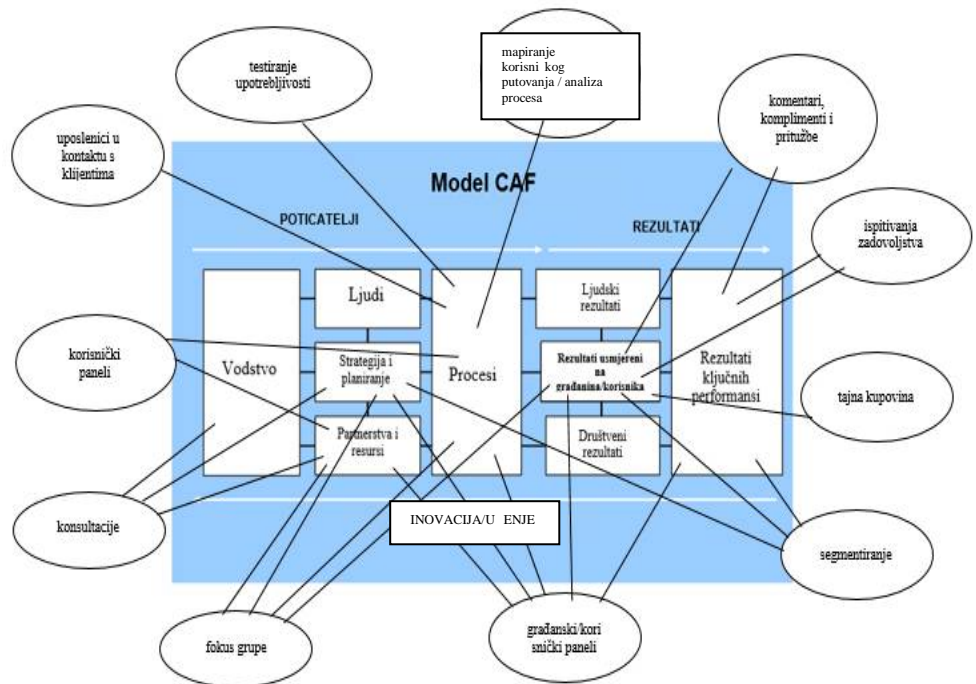 testiranje
upotrebljivosti
mapiranje
korisni kog
putovanja / analiza
procesa
komentari,
komplimenti i
pritužbe
uposlenici u
kontaktu s
klijentima
Model CAF
POTICATELJI
REZULTATI
ispitivanja
zadovoljstva
Ljudi
Ljudski
rezultati
korisnički
paneli
Vodstvo
Strategija i
planiranje
Procesi
Rezultati usmjereni
na
građanina/korisnika
Rezultati
ključnih
performansi
tajna kupovina
Partnerstva i
resursi
Društveni
rezultati
konsultacije
INOVACIJA/U ENJE
segmentiranje
fokus grupe
građanski/kori
snički paneli